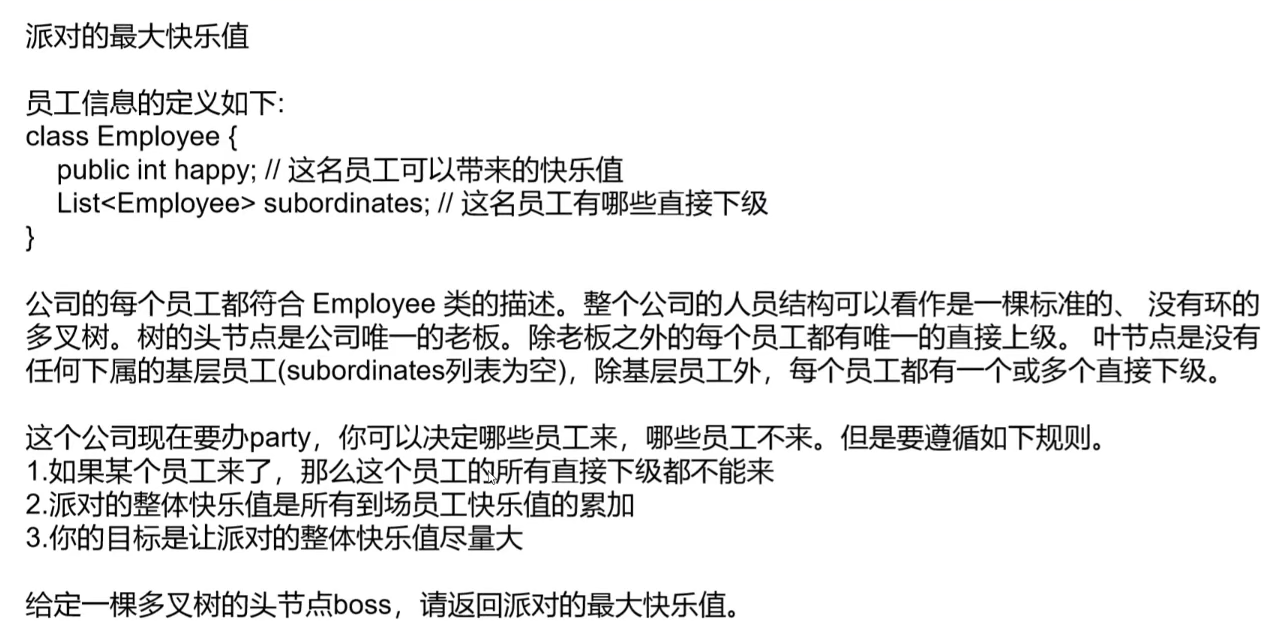 派对的最大快乐值
员工信息的定义如下:
class Employee {
public int happy; // 这名员工可以带来的快乐值
List<Employee> subordinates; // 这名员工有哪些直接下级
}
公司的每个员工都符合 Employee 类的描述。整个公司的人员结构可以看作是一棵标准的、 没有环的
多叉树。树的头节点是公司唯一的老板。除老板之外的每个员工都有唯一的直接上级。 叶节点是没有
任何下属的基层员工(subordinates列表为空)，除基层员工外，每个员工都有一个或多个直接下级。
这个公司现在要办party，你可以决定哪些员工来，哪些员工不来。但是要遵循如下规则。
1.如果某个员工来了，那么这个员工的所有直接下级都不能来
2.派对的整体快乐值是所有到场员工快乐值的累加
3.你的目标是让派对的整体快乐值尽量大
给定一棵多叉树的头节点boss，请返回派对的最大快乐值。